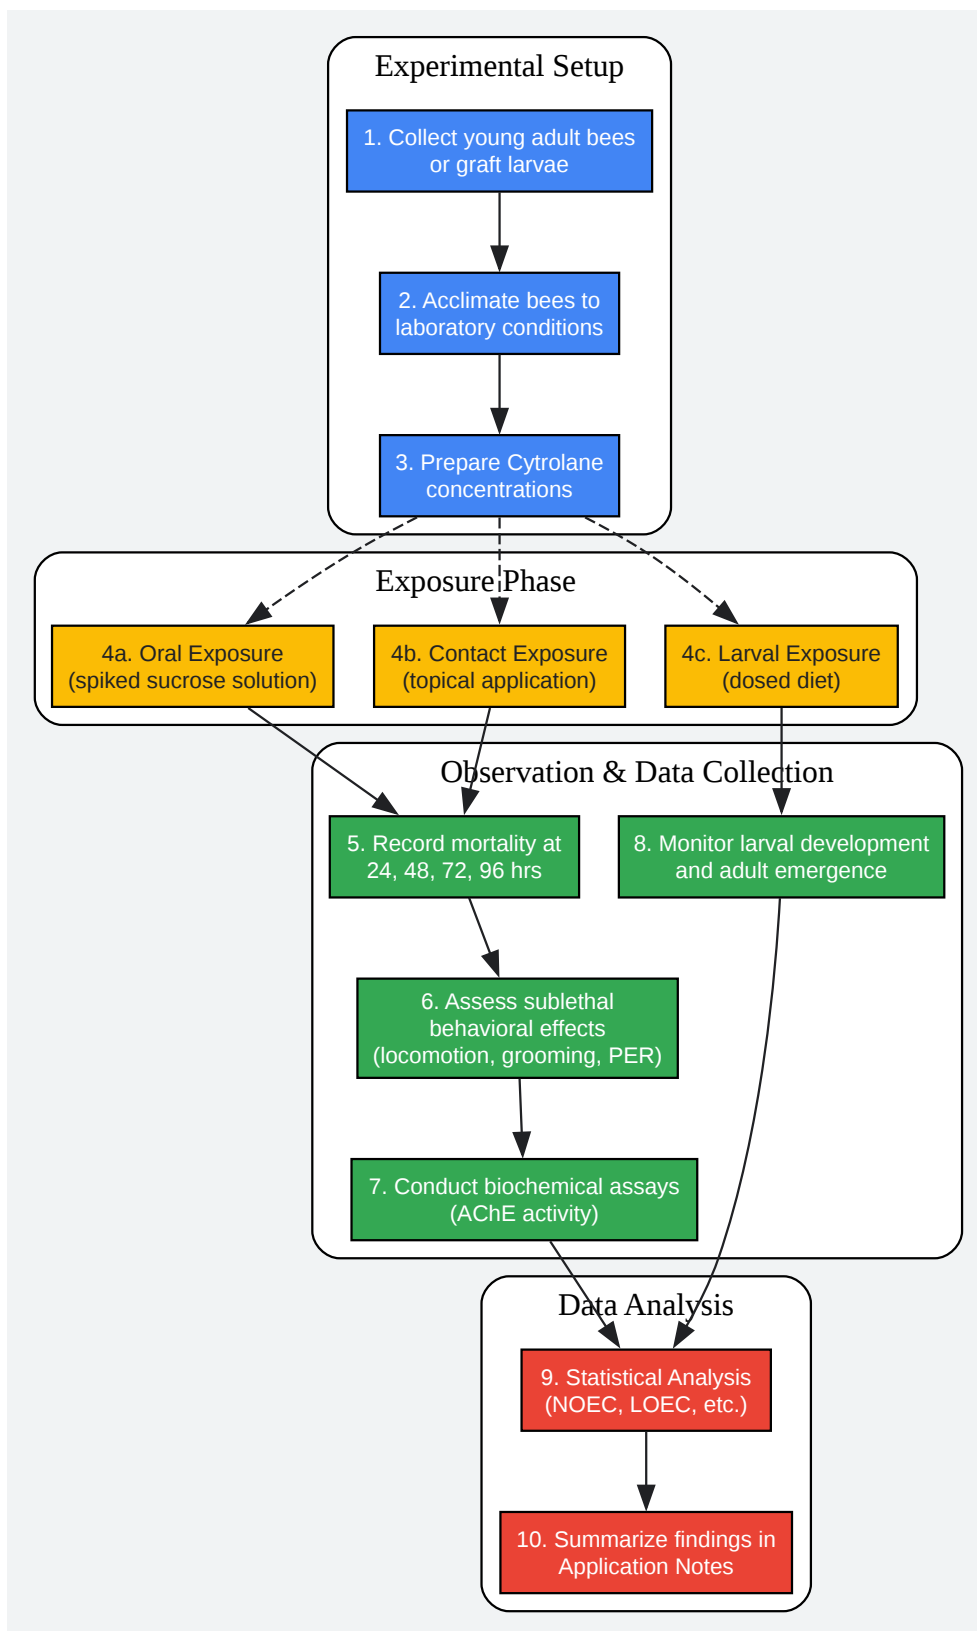 Experimental Setup
1. Collect young adult bees
or graft larvae
2. Acclimate bees to
laboratory conditions
3. Prepare Cytrolane
concentrations
Exposure Phase
4a. Oral Exposure
(spiked sucrose solution)
4b. Contact Exposure
(topical application)
4c. Larval Exposure
(dosed diet)
Observation & Data Collection
5. Record mortality at
24, 48, 72, 96 hrs
8. Monitor larval development
and adult emergence
6. Assess sublethal
behavioral effects
(locomotion, grooming, PER)
7. Conduct biochemical assays
(AChE activity)
Data Analysis
9. Statistical Analysis
(NOEC, LOEC, etc.)
10. Summarize findings in
Application Notes